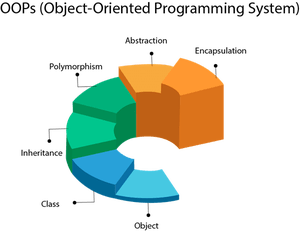 OOPs (Object-Oriented Programming System)
Abstraction
Encapsulation
Polymorphism
Inheritance
Class
Object